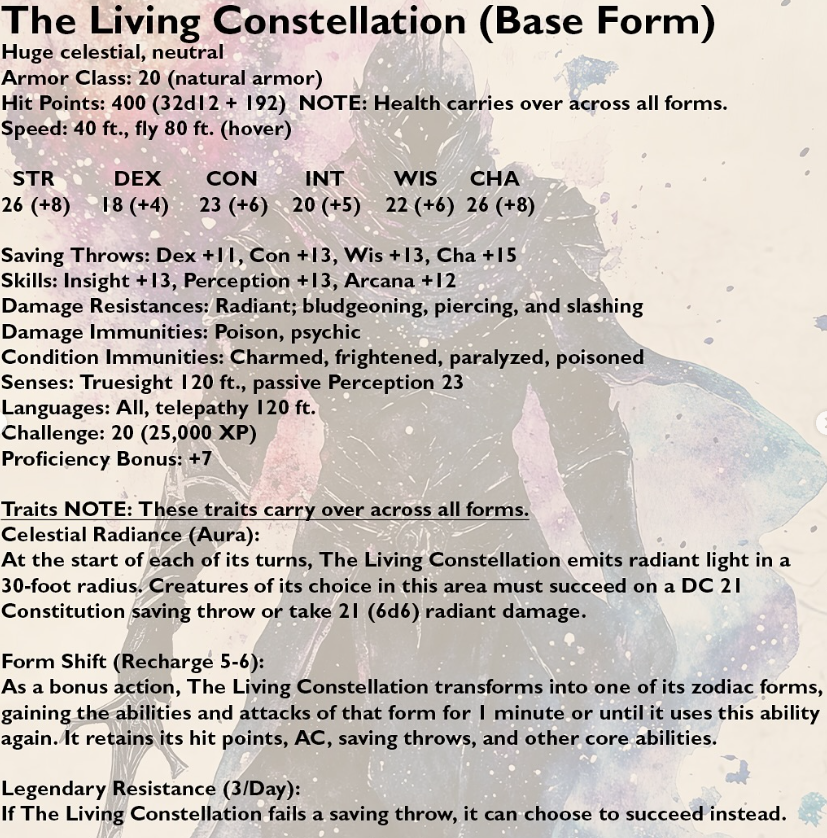 The Living Constellation (Base Form)
Huge celestial, neutral
Armor Class: 20 (natural armor)
Hit Points: 400 (32d12 + 192)  NOTE: Health carries over across all forms.
Speed: 40 ft., fly 80 ft. (hover)
STR DEX CON INT WIS CHA
26 (+8) 18 (+4) 23 (+6) 20 (+5) 22 (+6) 26 (+8)
Saving Throws: Dex +11, Con +13, Wis +13, Cha +15
Skills: Insight +13, Perception +13, Arcana +12
Damage Resistances: Radiant; bludgeoning, piercing, and slashing
Damage Immunities: Poison, psychic
Condition Immunities: Charmed, frightened, paralyzed, poisoned
Senses: Truesight 120 ft., passive Perception 23
Languages: All, telepathy 120 ft.
Challenge: 20 (25,000 XP)
Proficiency Bonus: +7
Traits NOTE: These traits carry over across all forms.
Celestial Radiance (Aura):
At the start of each of its turns, The Living Constellation emits radiant light in a
30-foot radius. Creatures of its choice in this area must succeed on a DC 21
Constitution saving throw or take 21 (6d6) radiant damage.
Form Shift (Recharge 5-6):
As a bonus action, The Living Constellation transforms into one of its zodiac forms,
gaining the abilities and attacks of that form for 1 minute or until it uses this ability
again. It retains its hit points, AC, saving throws, and other core abilities.
Legendary Resistance (3/Day):
If The Living Constellation fails a saving throw, it can choose to succeed instead.